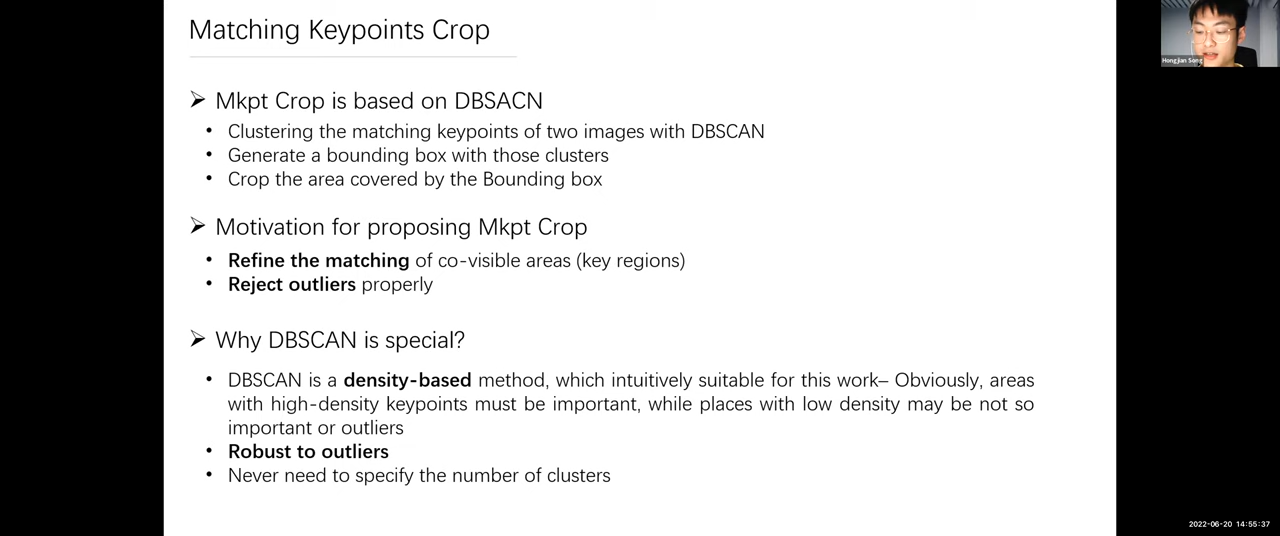 Matching Keypoints Crop
Hongjian Song
➢ Mkpt Crop is based on DBSACN
• Clustering the matching keypoints of two images with DBSCAN
• Generate a bounding box with those clusters
• Crop the area covered by the Bounding box
➢ Motivation for proposing Mkpt Crop
• Refine the matching of co-visible areas (key regions)
• Reject outliers properly
➢ Why DBSCAN is special?
• DBSCAN is a density-based method, which intuitively suitable for this work– Obviously, areas
with high-density keypoints must be important, while places with low density may be not so
important or outliers
• Robust to outliers
• Never need to specify the number of clusters
2022-06-20 14:55:37